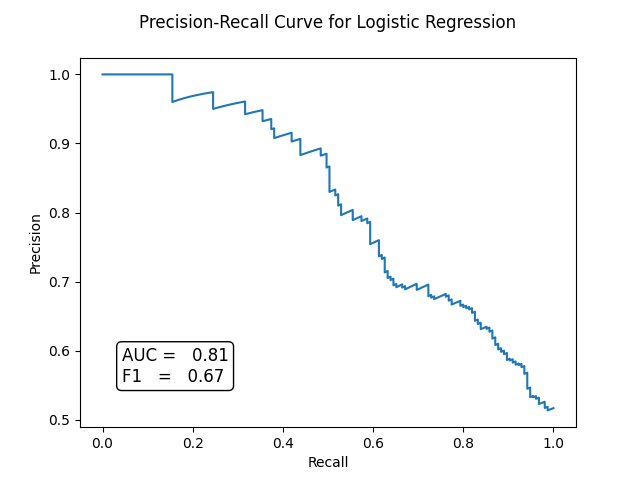 Precision-Recall Curve for Logistic Regression
1.0
0.9
0.8
0.7
0.6
0.5
Precision
AUC =   0.81
F1   =   0.67
0.0 0.2 0.4 0.6 0.8 1.0
Recall